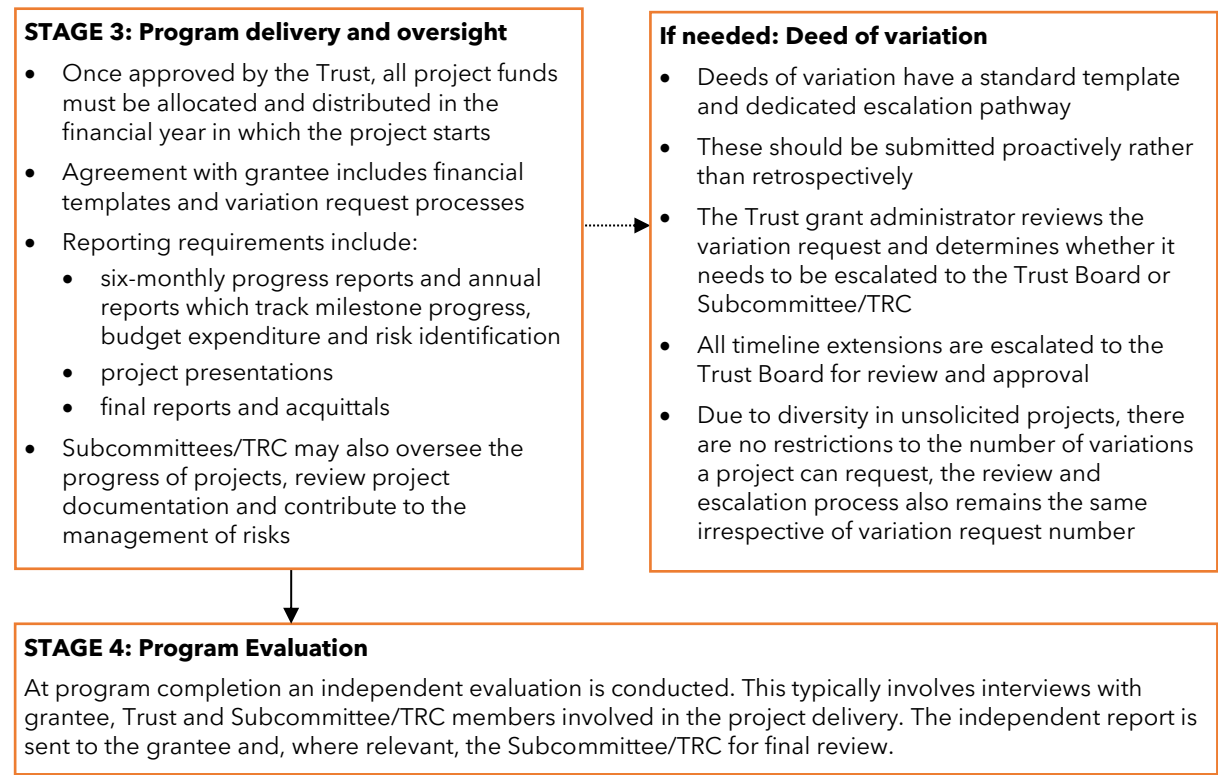 STAGE 3: Program delivery and oversight
• Once approved by the Trust, all project funds
must be allocated and distributed in the
financial year in which the project starts
• Agreement with grantee includes financial
templates and variation request processes
• Reporting requirements include:
• six-monthly progress reports and annual
reports which track milestone progress,
budget expenditure and risk identification
• project presentations
• final reports and acquittals
• Subcommittees/TRC may also oversee the
progress of projects, review project
documentation and contribute to the
management of risks
If needed: Deed of variation
• Deeds of variation have a standard template
and dedicated escalation pathway
• These should be submitted proactively rather
than retrospectively
• The Trust grant administrator reviews the
variation request and determines whether it
needs to be escalated to the Trust Board or
Subcommittee/TRC
• All timeline extensions are escalated to the
Trust Board for review and approval
• Due to diversity in unsolicited projects, there
are no restrictions to the number of variations
a project can request, the review and
escalation process also remains the same
irrespective of variation request number
STAGE 4: Program Evaluation
At program completion an independent evaluation is conducted. This typically involves interviews with
grantee, Trust and Subcommittee/TRC members involved in the project delivery. The independent report is
sent to the grantee and, where relevant, the Subcommittee/TRC for final review.